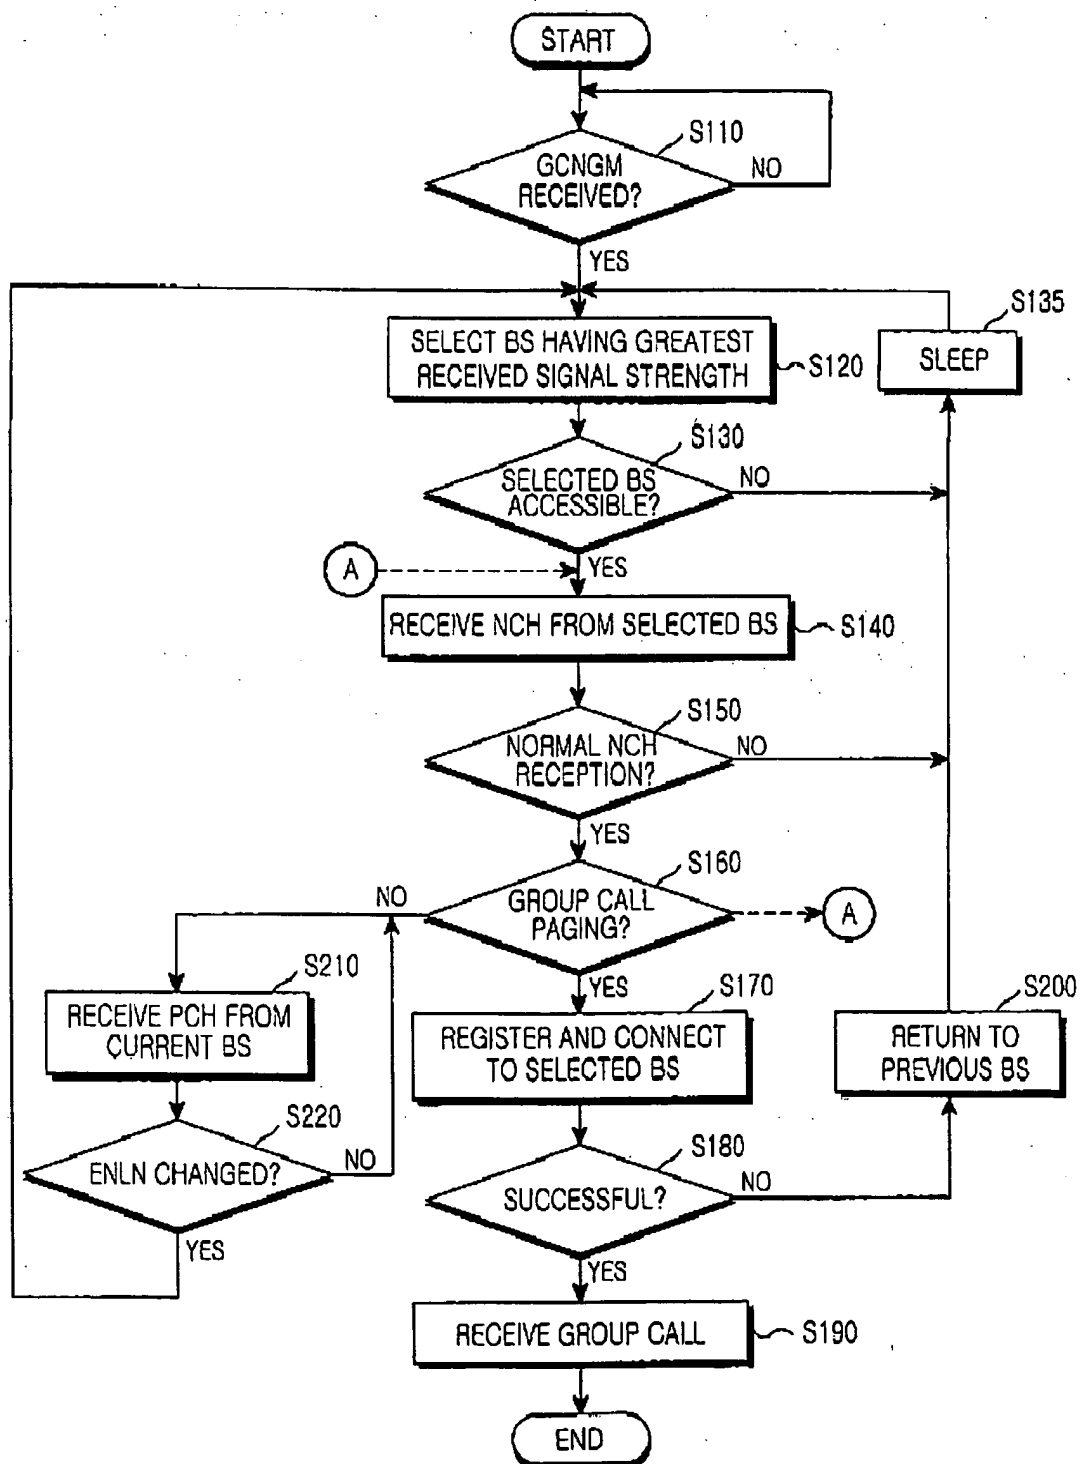 START
S110
GCNGM
RECEIVED?
NO
YES
S135
SLEEP
SELECT BS HAVING GREATEST
RECEIVED SIGNAL STRENGTH
S120
S130
SELECTED BS
ACCESSIBLE?
NO
A
YES
RECEIVE NCH FROM SELECTED BS
S140
S150
NORMAL NCH
RECEPTION?
NO
YES
S160
NO
GROUP CALL
PAGING?
A
YES
S210
RECEIVE PCH FROM
CURRENT BS
S170
REGISTER AND CONNECT
TO SELECTED BS
S200
RETURN TO
PREVIOUS BS
S220
ENLN CHANGED?
NO
YES
S180
SUCCESSFUL?
NO
YES
RECEIVE GROUP CALL
S190
END